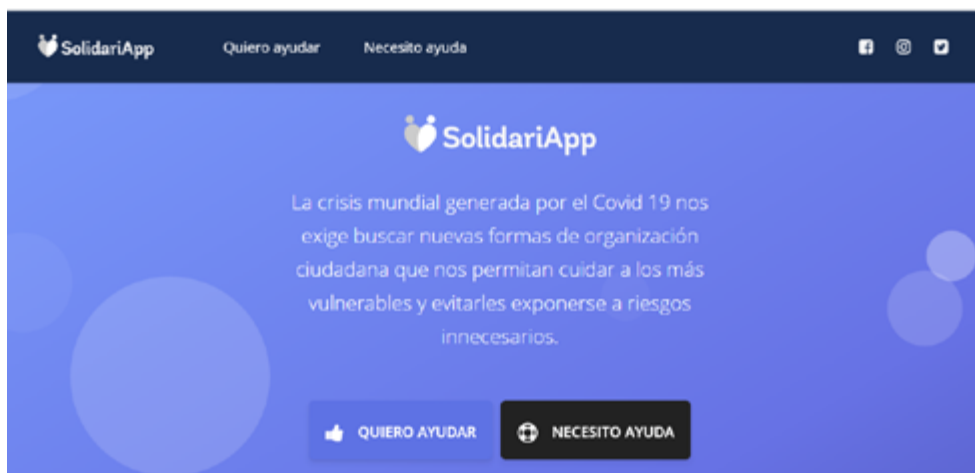 SolidariApp Quiero ayudar Necesito ayuda
SolidariApp
La crisis mundial generada por el Covid 19 nos
exige buscar nuevas formas de organización
ciudadana que nos permitan cuidar a los más
vulnerables y evitarles exponerse a riesgos
innecesarios.
QUIERO AYUDAR NECESITO AYUDA